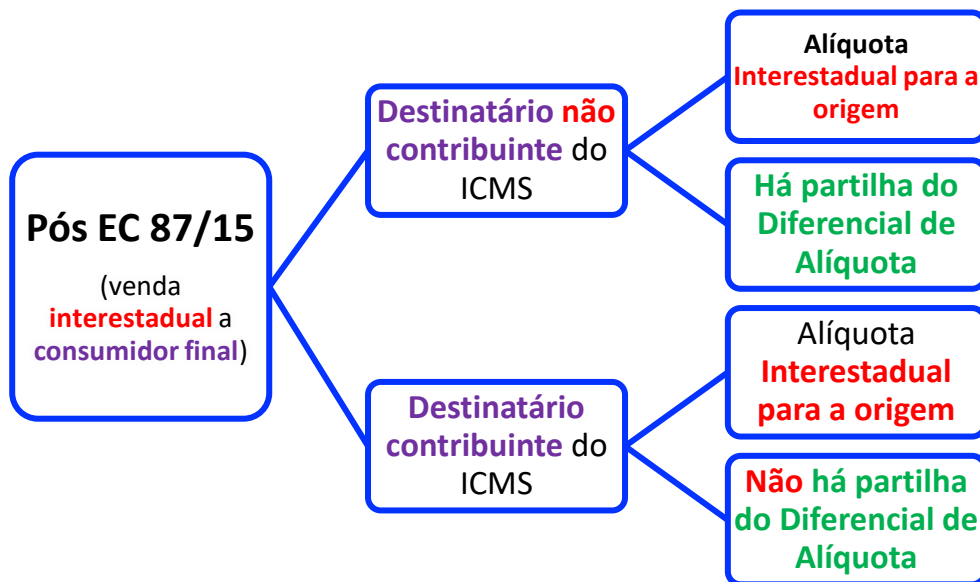 Pós EC 87/15
(venda
interestadual a
consumidor final)
Destinatário não
contribuinte do
ICMS
Alíquota
Interestadual para a
origem
Há partilha do
Diferencial de
Alíquota
Destinatário
contribuinte do
ICMS
Alíquota
Interestadual
para a origem
Não há partilha
do Diferencial de
Alíquota